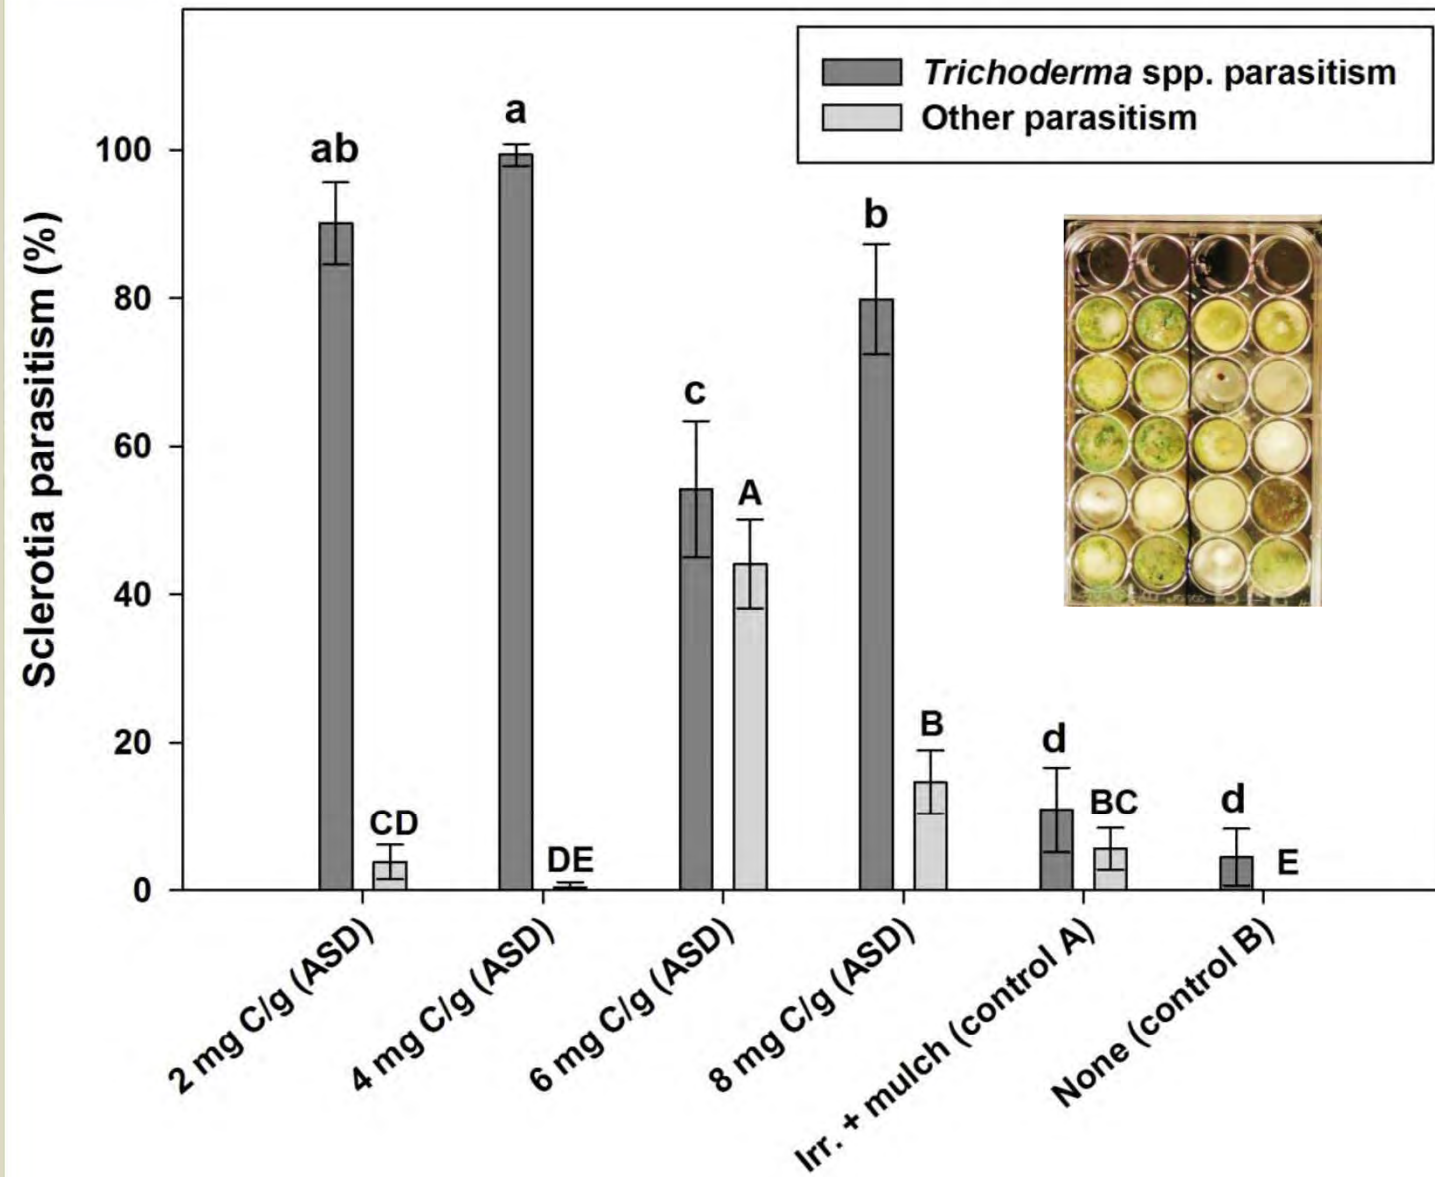 Trichoderma spp. parasitism
Other parasitism
Sclerotia parasitism (%)
100
80
60
40
20
0
ab
CD
a
DE
c
A
b
B
d
BC
d
E
2 mg C/g (ASD)
4 mg C/g (ASD)
6 mg C/g (ASD)
8 mg C/g (ASD)
Irr. + mulch (control A)
None (control B)